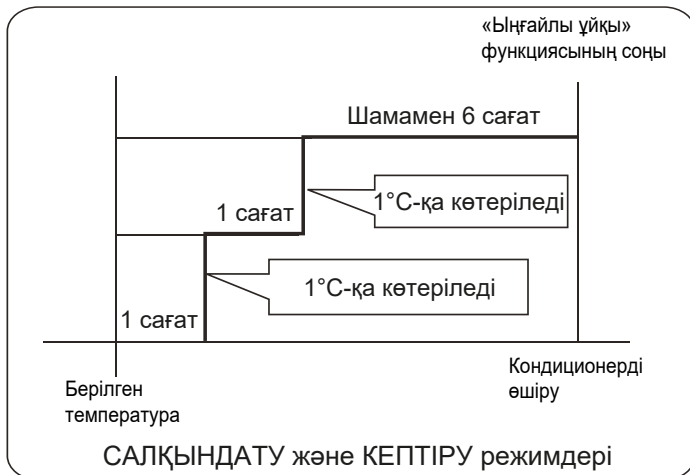 «Ыңғайлы ұйқы»
функциясының соңы
Шамамен 6 сағат
1°C-қа көтеріледі
1 сағат
1°C-қа көтеріледі
1 сағат
Берілген
температура
Кондиционерді
өшіру
САЛҚЫНДАТУ және КЕПТІРУ режимдері